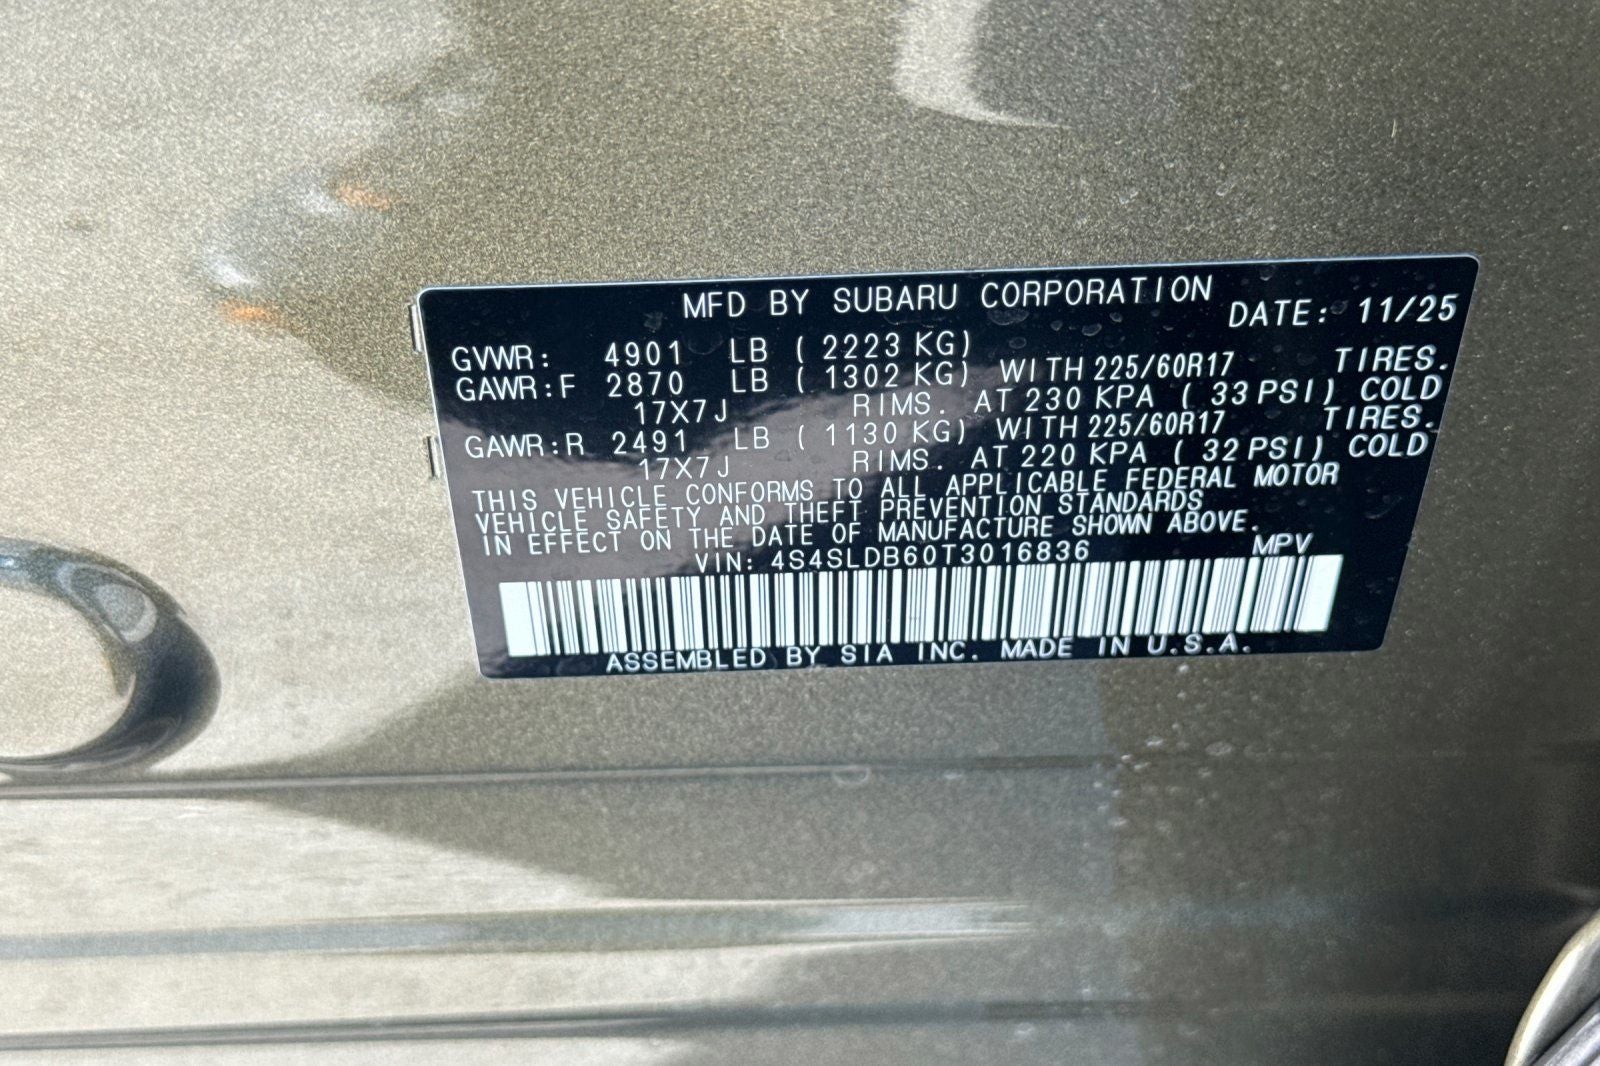 MFD BY SUBARU CORPORATION DATE: 11/25
GVWR: 4901 LB ( 2223 KG)
GAWR:F 2870 LB ( 1302 KG) WITH 225/60R17 TIRES.
17X7J RIMS. AT 230 KPA ( 33 PSI) COLD
GAWR:R 2491 LB ( 1130 KG) WITH 225/60R17 TIRES.
17X7J RIMS. AT 220 KPA ( 32 PSI) COLD
THIS VEHICLE CONFORMS TO ALL APPLICABLE FEDERAL MOTOR
VEHICLE SAFETY AND THEFT PREVENTION STANDARDS
IN EFFECT ON THE DATE OF MANUFACTURE SHOWN ABOVE.
VIN: 4S4SLDB60T3016836 MPV
ASSEMBLED BY SIA INC. MADE IN U.S.A.